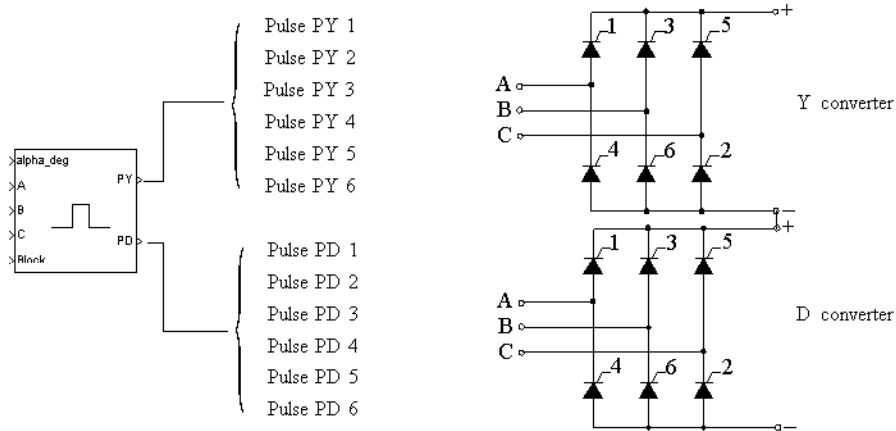 alpha_deg
A
B
C
Block
PY
PD
Pulse PY 1
Pulse PY 2
Pulse PY 3
Pulse PY 4
Pulse PY 5
Pulse PY 6
Pulse PD 1
Pulse PD 2
Pulse PD 3
Pulse PD 4
Pulse PD 5
Pulse PD 6
1 3 5 +
A
B
C
Y converter
4 6 2
−
1 3 5 +
A
B
C
D converter
4 6 2
−